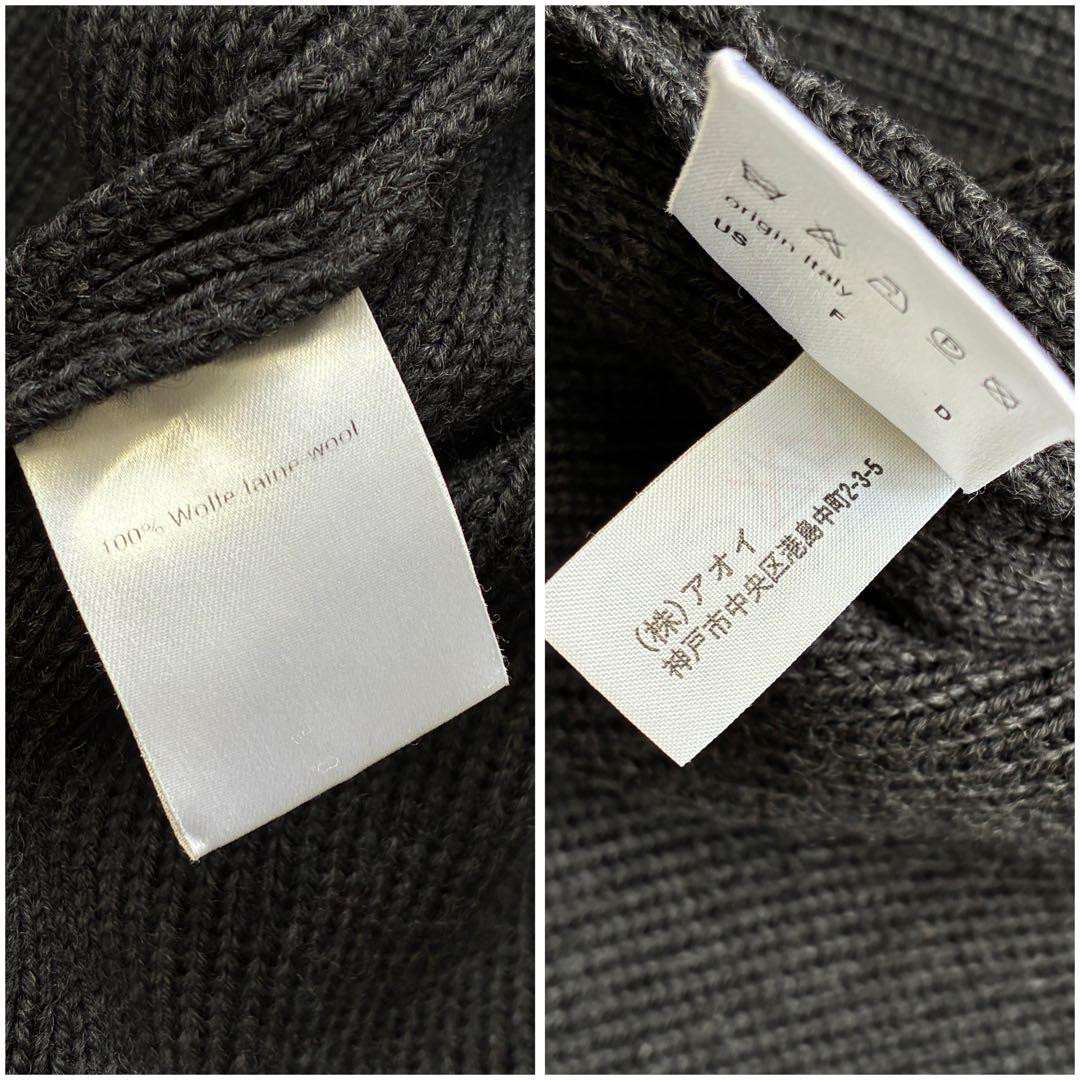 100% Wolle-laine-wool
origin Italy
US F D
(株)アオイ
神戸市中央区港島中町2-3-5